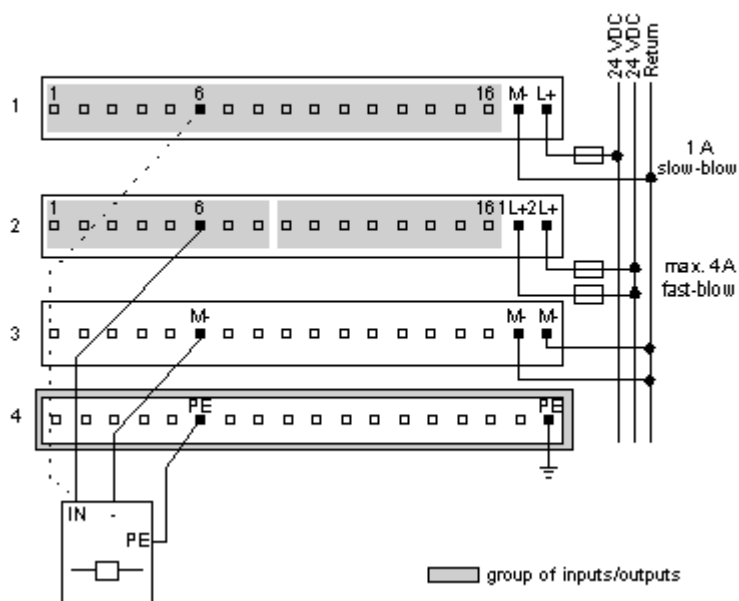 24 VDC
24 VDC
Return
1 6 16 M- L+
1
1 A
slow-blow
1 6 16 1L+ 2L+
2
max. 4A
fast-blow
M- M- M-
3
PE PE
4
IN -
PE
group of inputs/outputs